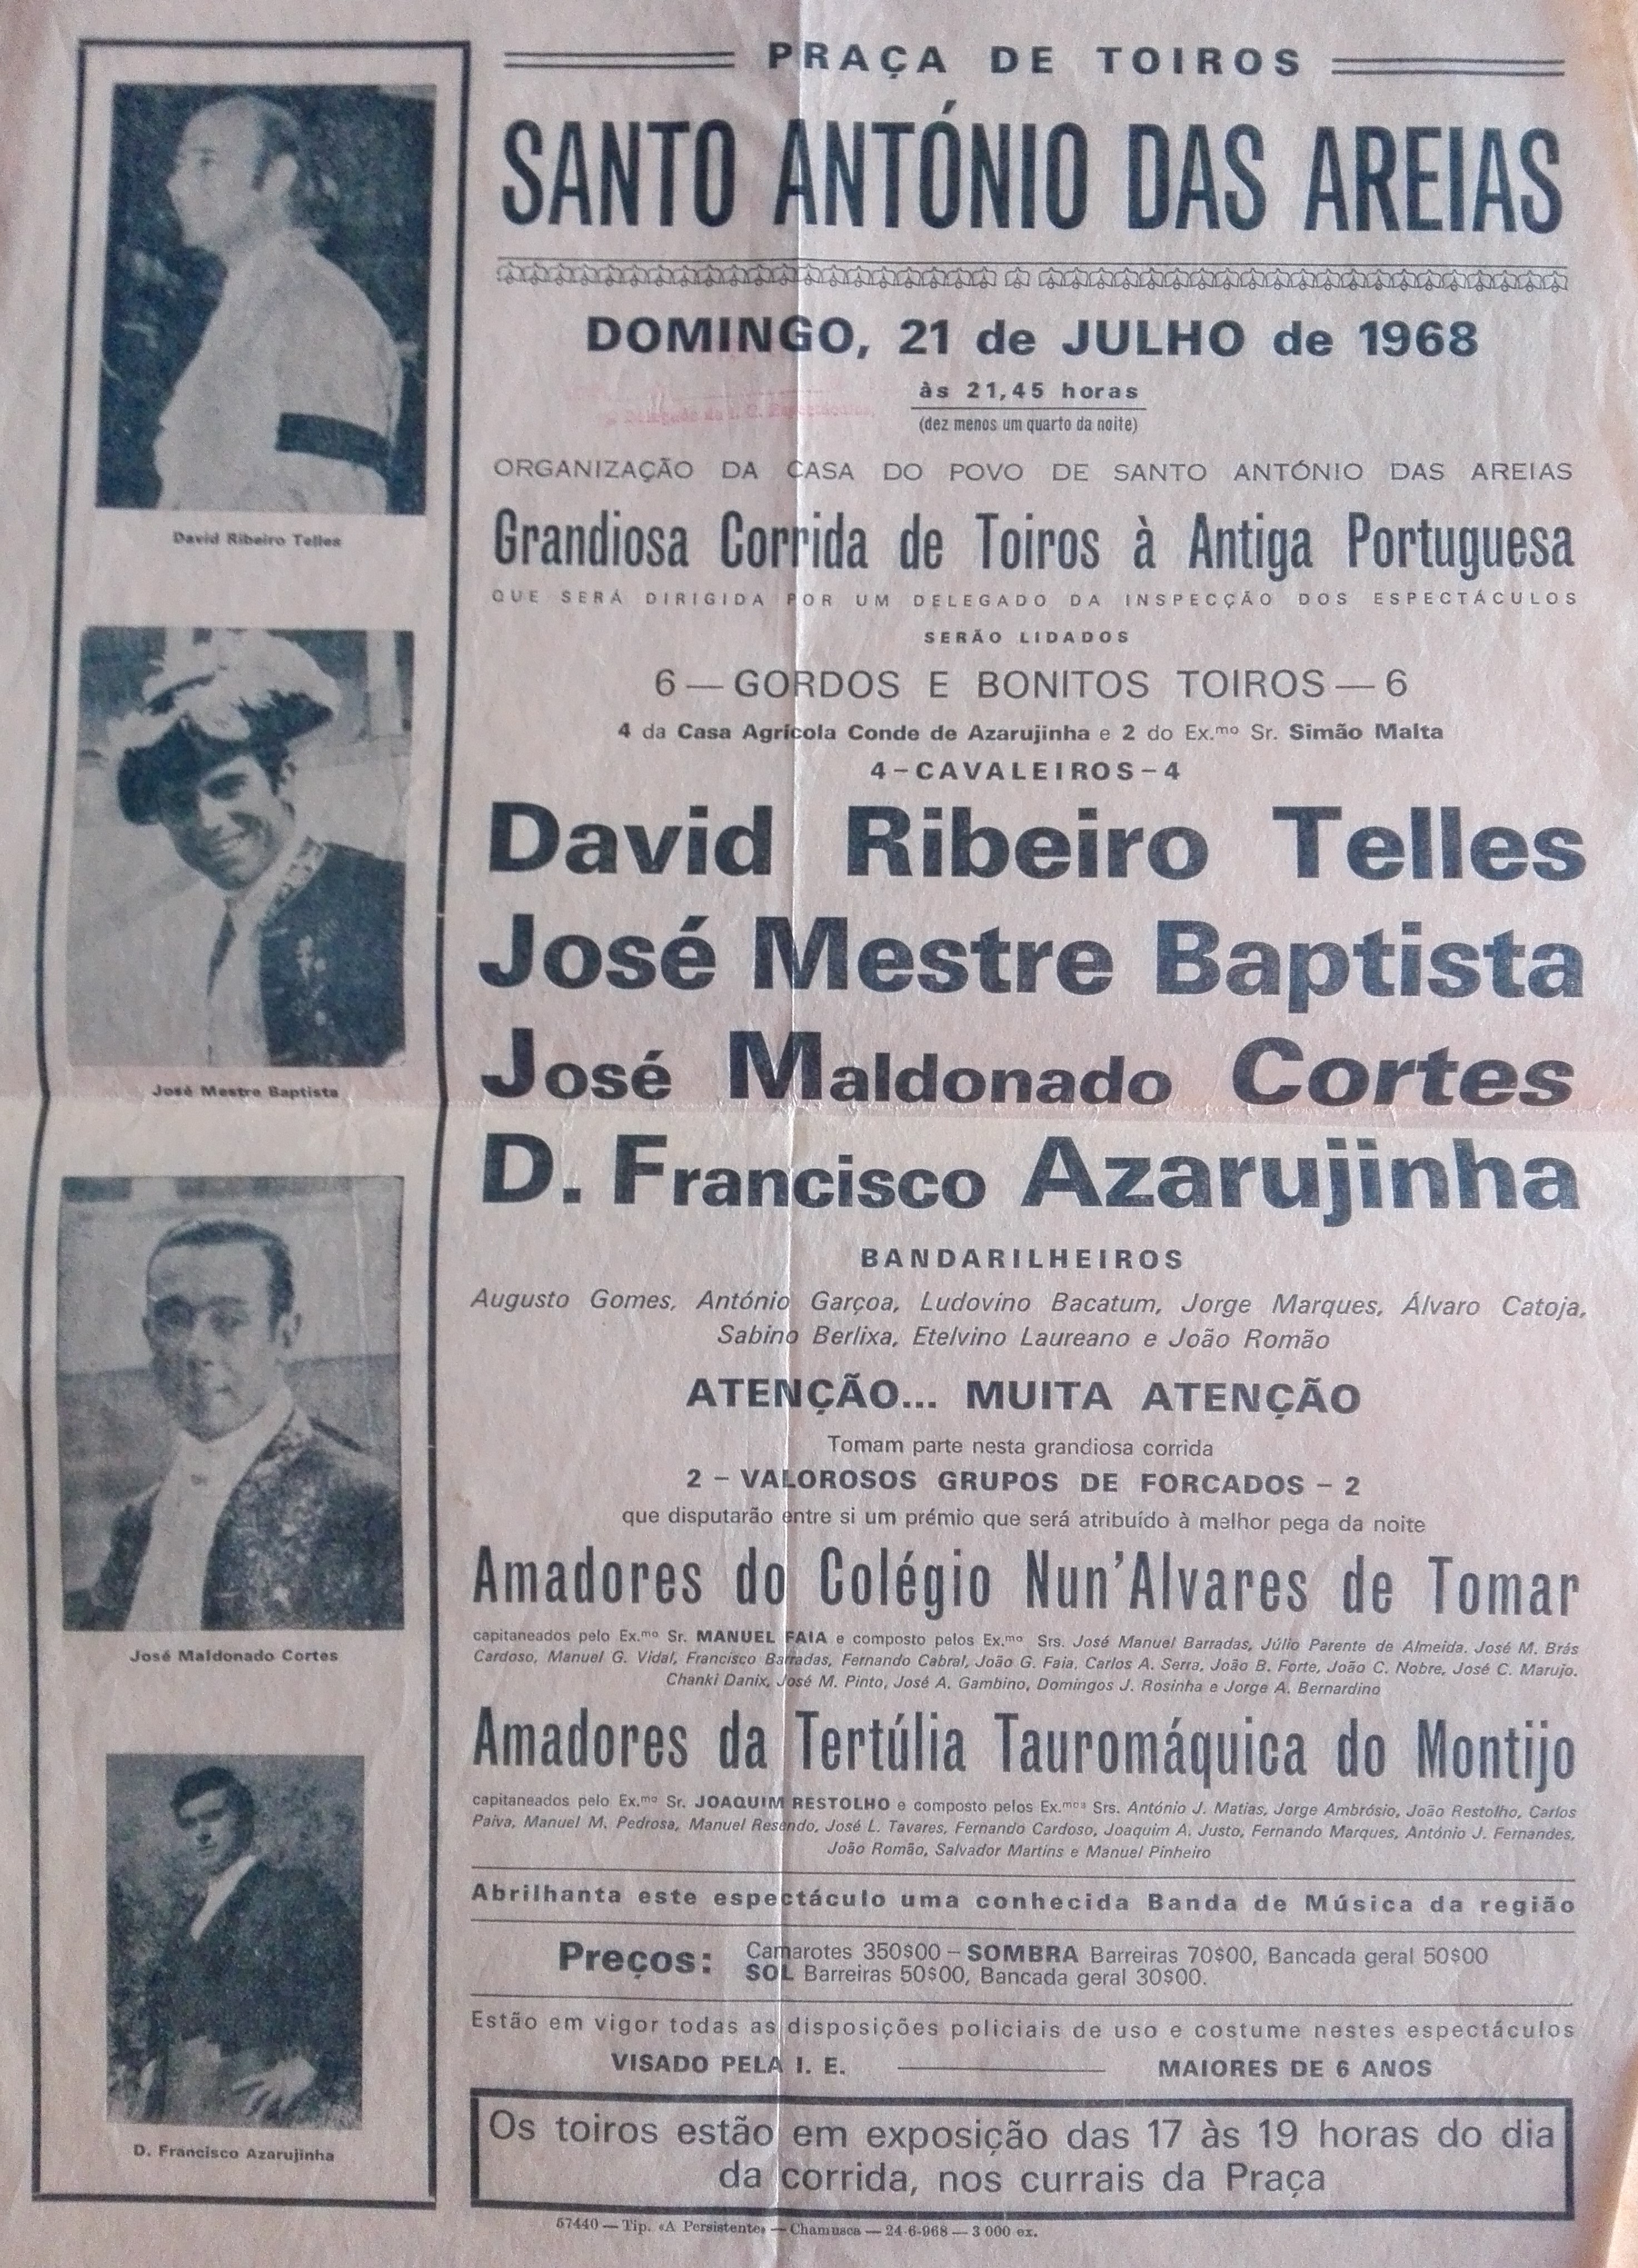 PRAÇA DE TOIROS
SANTO ANTÓNIO DAS AREIAS
DOMINGO, 21 de JULHO de 1968
às 21,45 horas
(dez menos um quarto da noite)
ORGANIZAÇÃO DA CASA DO POVO DE SANTO ANTÓNIO DAS AREIAS
Grandiosa Corrida de Toiros à Antiga Portuguesa
QUE SERÁ DIRIGIDA POR UM DELEGADO DA INSPECÇÃO DOS ESPECTÁCULOS
SERÃO LIDADOS
6 — GORDOS E BONITOS TOIROS — 6
4 da Casa Agrícola Conde de Azarujinha e 2 do Ex.mo Sr. Simão Malta
4 - CAVALEIROS - 4
David Ribeiro Telles
José Mestre Baptista
José Maldonado Cortes
D. Francisco Azarujinha
BANDARILHEIROS
Augusto Gomes, António Garçoa, Ludovino Bacatum, Jorge Marques, Álvaro Catoja,
Sabino Berlixa, Etelvino Laureano e João Romão
ATENÇÃO... MUITA ATENÇÃO
Tomam parte nesta grandiosa corrida
2 - VALOROSOS GRUPOS DE FORCADOS - 2
que disputarão entre si um prémio que será atribuído à melhor pega da noite
Amadores do Colégio Nun'Alvares de Tomar
capitaneados pelo Ex.mo Sr. MANUEL FAIA e composto pelos Ex.mo Srs. José Manuel Barradas, Júlio Parente de Almeida. José M. Brás
Cardoso, Manuel G. Vidal, Francisco Barradas, Fernando Cabral, João G. Faia, Carlos A. Serra, João B. Forte, João C. Nobre, José C. Marujo.
Chanki Danix, José M. Pinto, José A. Gambino, Domingos J. Rosinha e Jorge A. Bernardino
Amadores da Tertúlia Tauromáquica do Montijo
capitaneados pelo Ex.mo Sr. JOAQUIM RESTOLHO e composto pelos Ex.mos Srs. António J. Matias, Jorge Ambrósio, João Restolho, Carlos
Paiva, Manuel M. Pedrosa, Manuel Resendo, José L. Tavares, Fernando Cardoso, Joaquim A. Justo, Fernando Marques, António J. Fernandes,
João Romão, Salvador Martins e Manuel Pinheiro
Abrilhanta este espectáculo uma conhecida Banda de Música da região
Preços: Camarotes 350$00 - SOMBRA Barreiras 70$00, Bancada geral 50$00
SOL Barreiras 50$00, Bancada geral 30$00.
Estão em vigor todas as disposições policiais de uso e costume nestes espectáculos
VISADO PELA I. E. — MAIORES DE 6 ANOS
Os toiros estão em exposição das 17 às 19 horas do dia
da corrida, nos currais da Praça
57440 — Tip. «A Persistente» — Chamusca — 24-6-968 — 3 000 ex.
David Ribeiro Telles
José Mestre Baptista
José Maldonado Cortes
D. Francisco Azarujinha